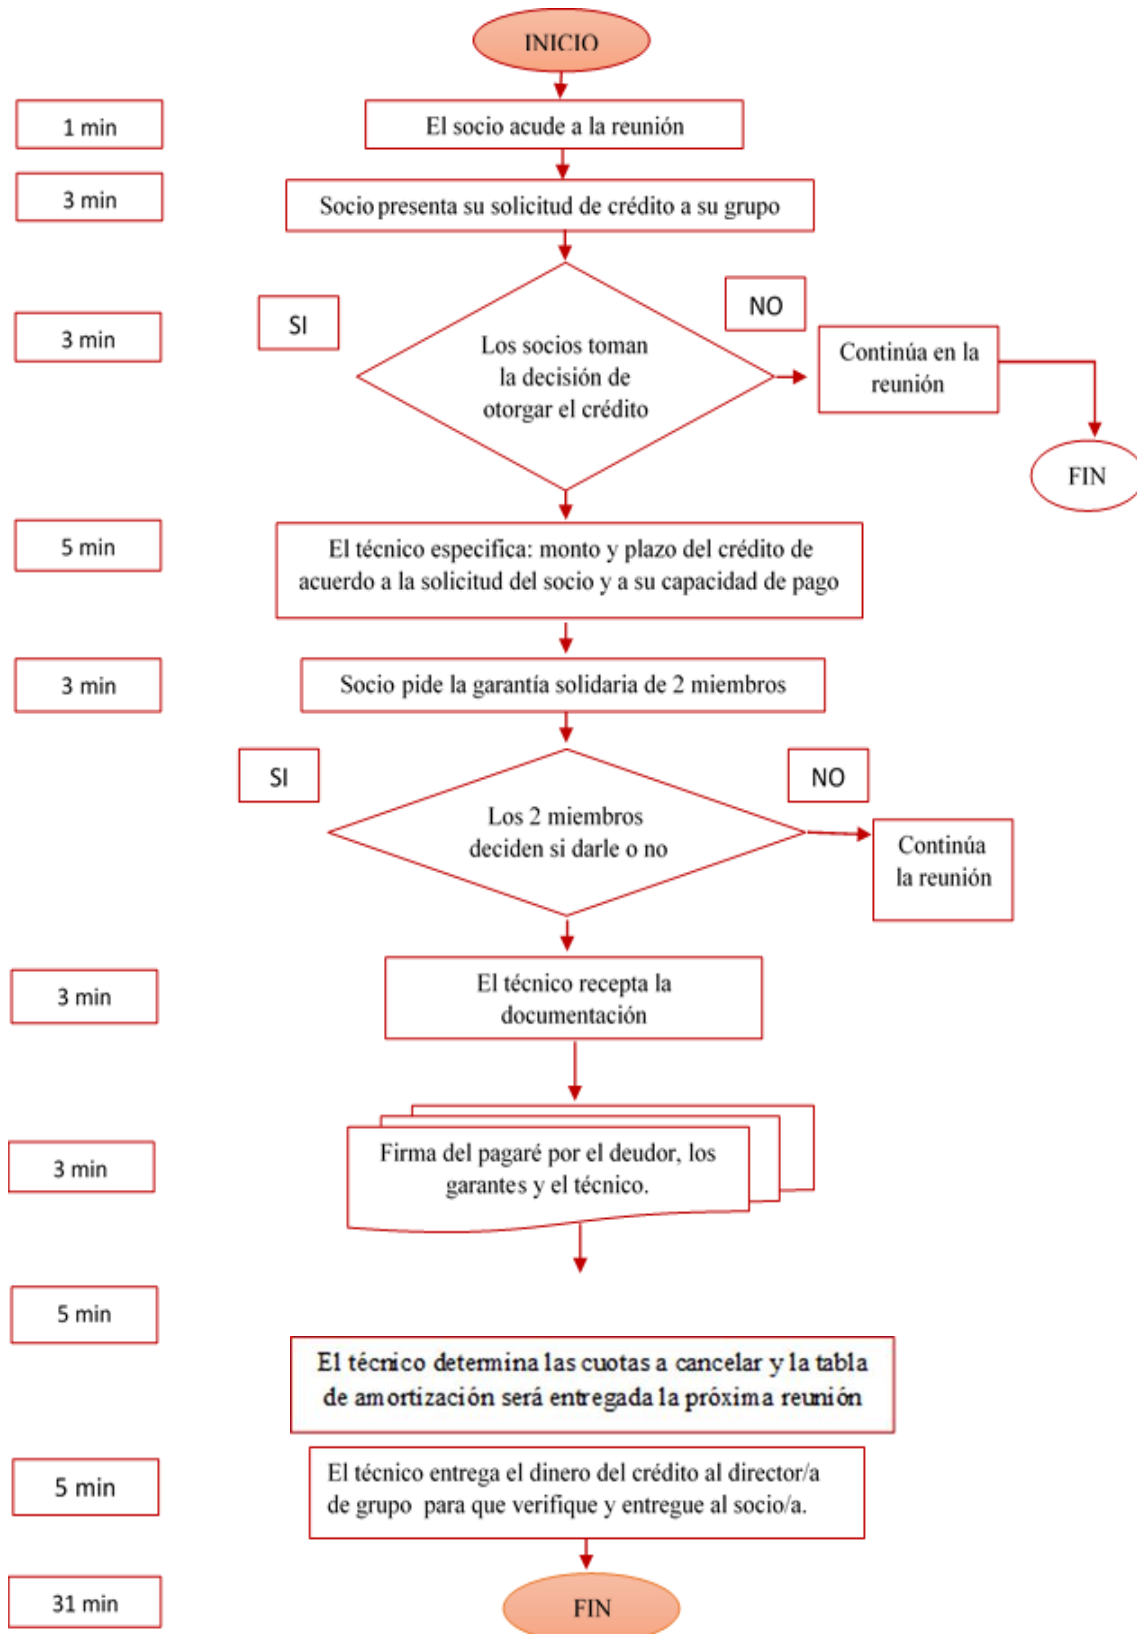 INICIO
1 min
El socio acude a la reunión
3 min
Socio presenta su solicitud de crédito a su grupo
SI
NO
3 min
Los socios toman
la decisión de
otorgar el crédito
Continúa en la
reunión
FIN
5 min
El técnico especifica: monto y plazo del crédito de
acuerdo a la solicitud del socio y a su capacidad de pago
3 min
Socio pide la garantía solidaria de 2 miembros
SI
NO
Los 2 miembros
deciden si darle o no
Continúa
la reunión
3 min
El técnico recepta la
documentación
3 min
Firma del pagaré por el deudor, los
garantes y el técnico.
5 min
El técnico determina las cuotas a cancelar y la tabla
de amortización será entregada la próxima reunión
5 min
El técnico entrega el dinero del crédito al director/a
de grupo para que verifique y entregue al socio/a.
31 min
FIN